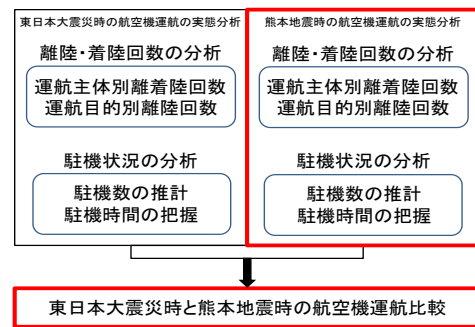 東日本大震災時の航空機運航の実態分析
離陸・着陸回数の分析
運航主体別離着陸回数
運航目的別離陸回数
駐機状況の分析
駐機数の推計
駐機時間の把握
熊本地震時の航空機運航の実態分析
離陸・着陸回数の分析
運航主体別離着陸回数
運航目的別離陸回数
駐機状況の分析
駐機数の推計
駐機時間の把握
東日本大震災時と熊本地震時の航空機運航比較